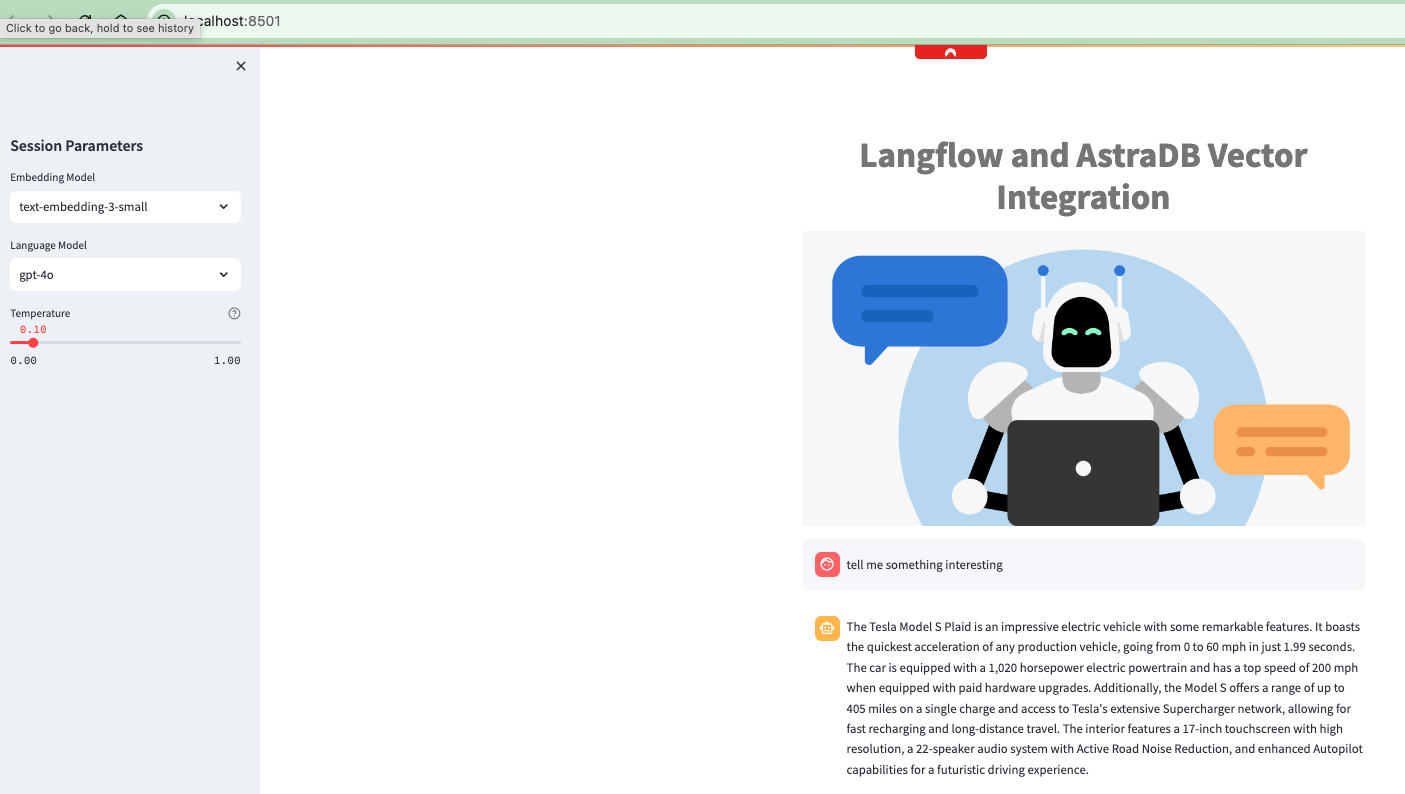 localhost:8501
Click to go back, hold to see history
Session Parameters
Embedding Model
text-embedding-3-small
Language Model
gpt-4o
Temperature
0.10
0.00 1.00
Langflow and AstraDB Vector
Integration
tell me something interesting
The Tesla Model S Plaid is an impressive electric vehicle with some remarkable features. It boasts
the quickest acceleration of any production vehicle, going from 0 to 60 mph in just 1.99 seconds.
The car is equipped with a 1,020 horsepower electric powertrain and has a top speed of 200 mph
when equipped with paid hardware upgrades. Additionally, the Model S offers a range of up to
405 miles on a single charge and access to Tesla's extensive Supercharger network, allowing for
fast recharging and long-distance travel. The interior features a 17-inch touchscreen with high
resolution, a 22-speaker audio system with Active Road Noise Reduction, and enhanced Autopilot
capabilities for a futuristic driving experience.